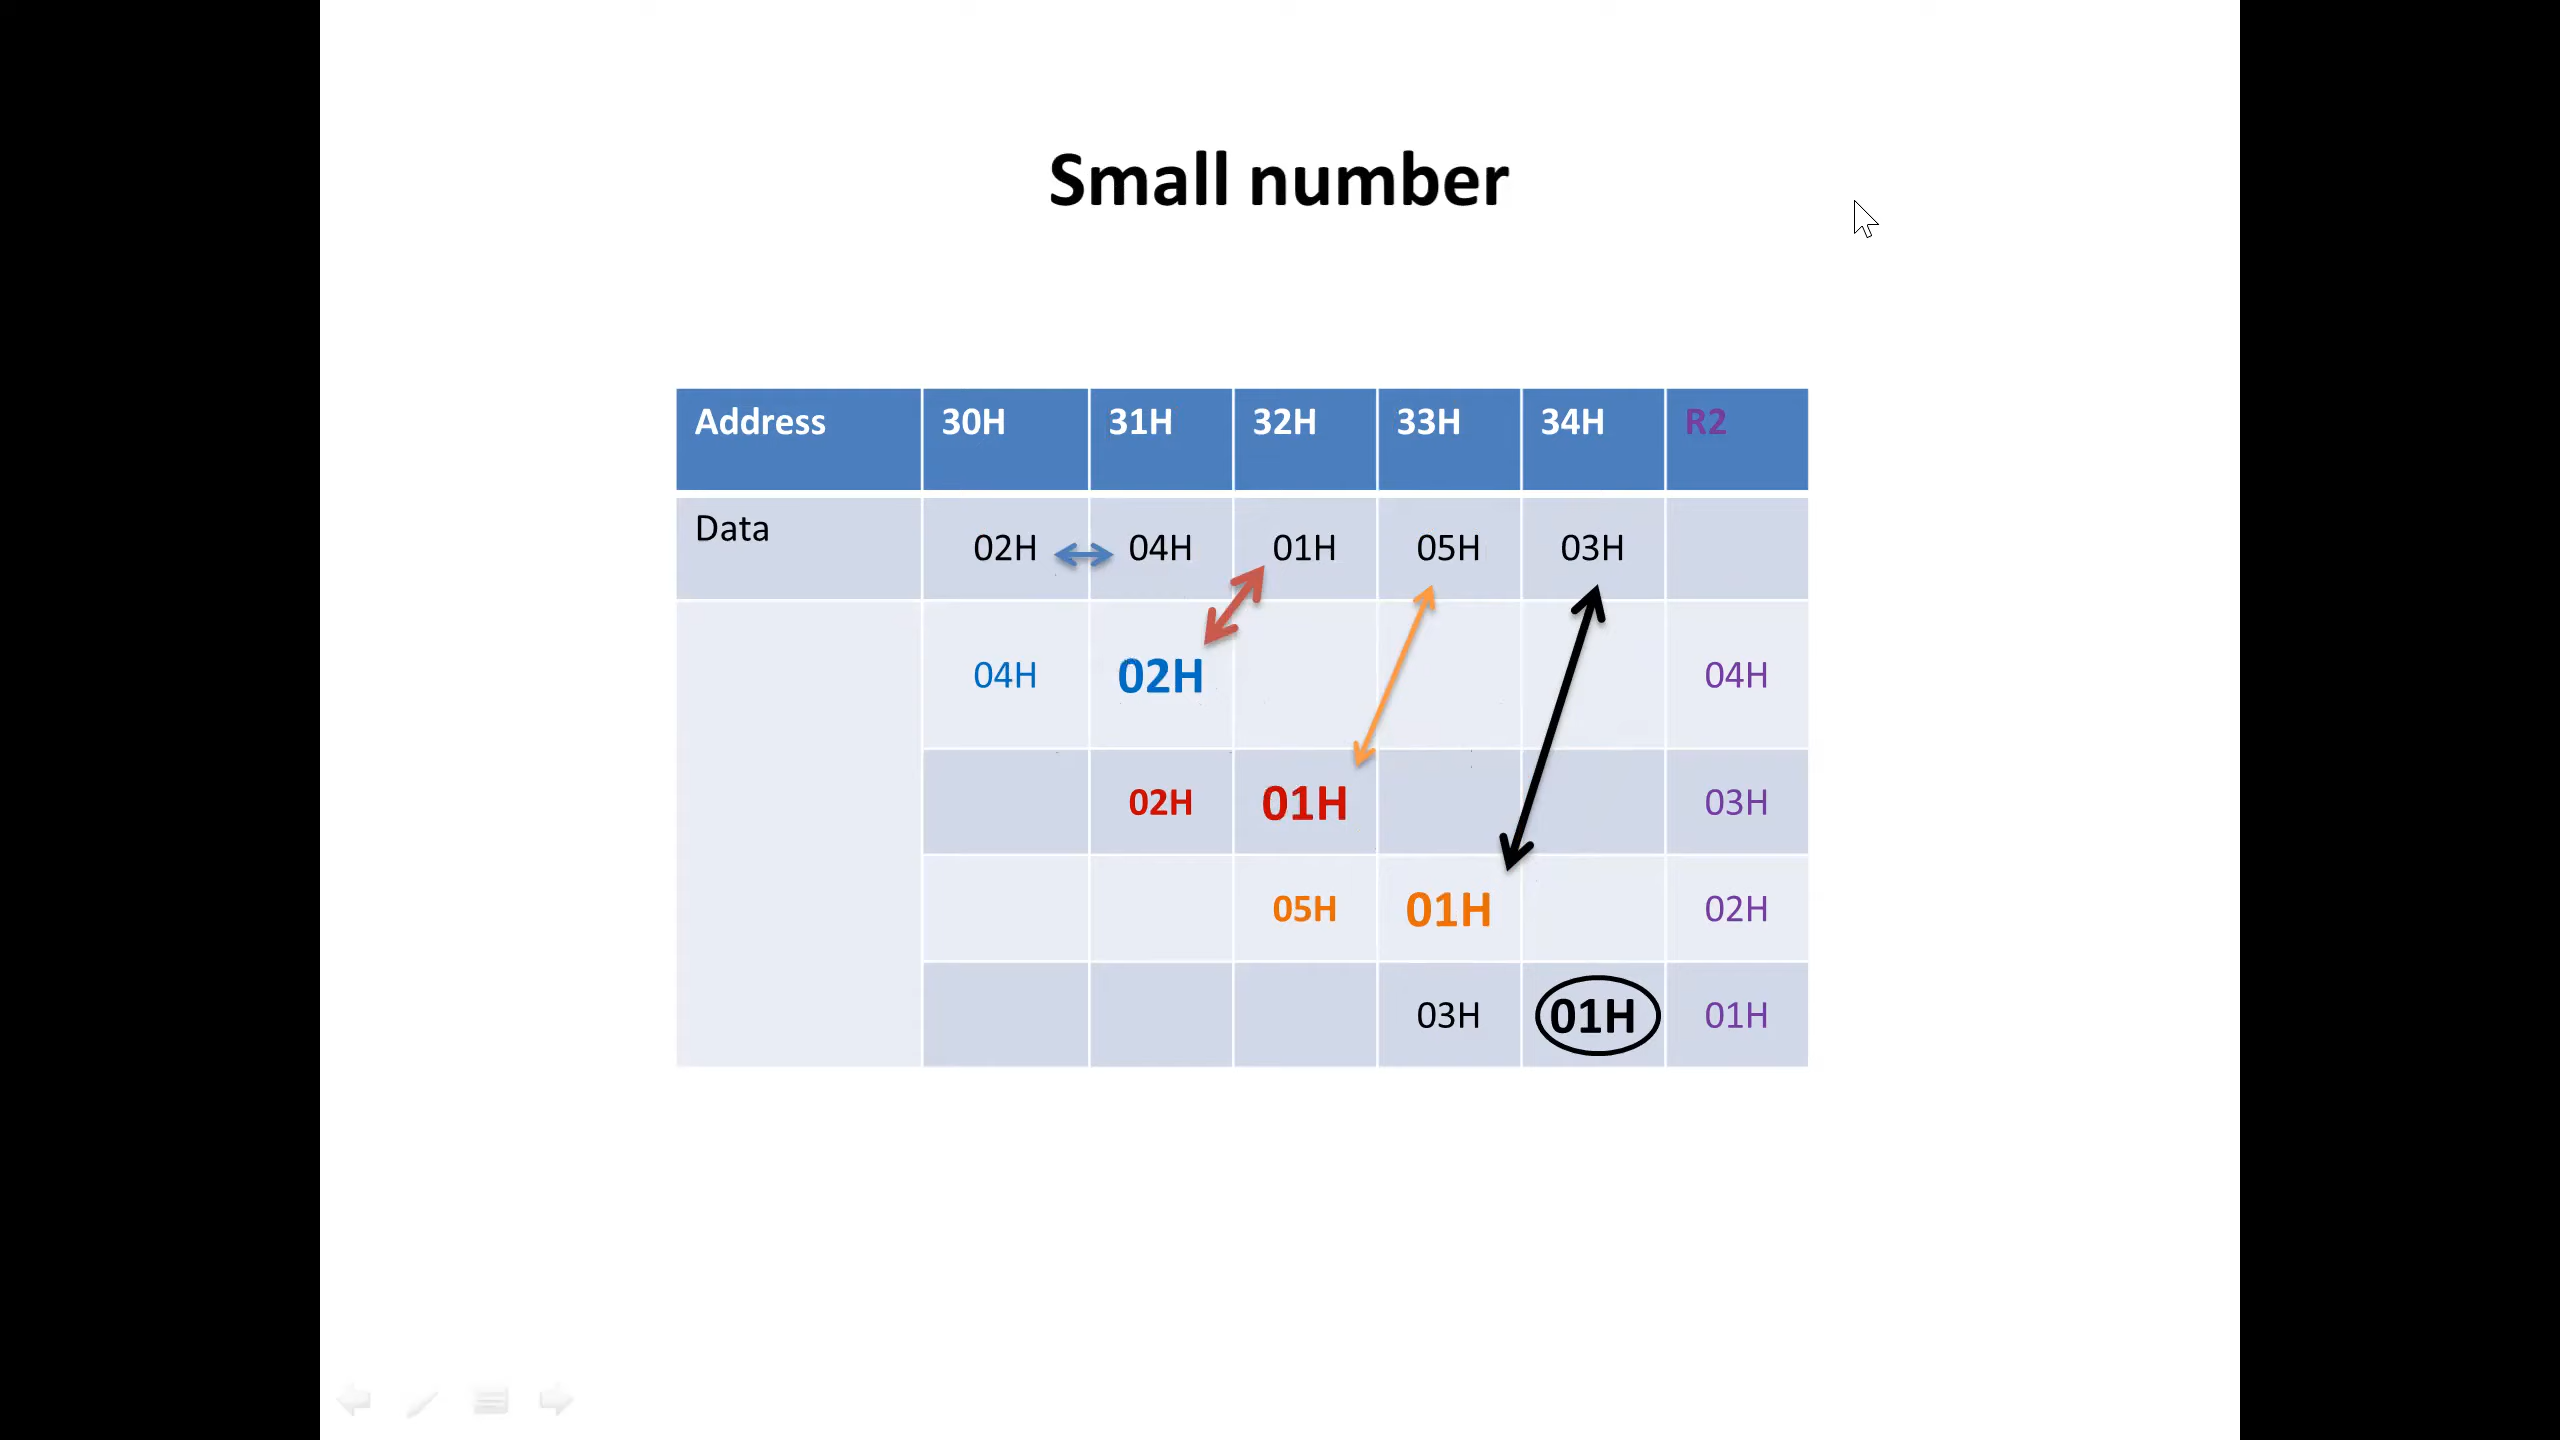 Small number
Address 30H 31H 32H 33H 34H R2
Data 02H 04H 01H 05H 03H
04H 02H 04H
02H 01H 03H
05H 01H 02H
03H 01H 01H